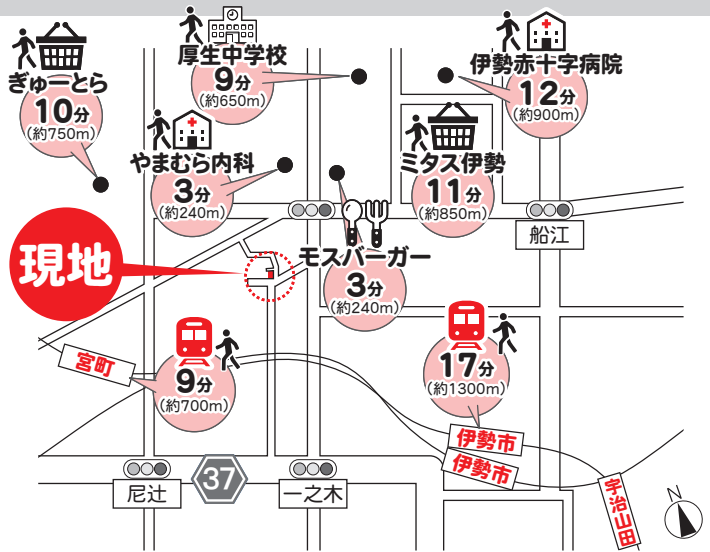 ぎゅーとら
10分
(約750m)
厚生中学校
9分
(約650m)
伊勢赤十字病院
12分
(約900m)
やまむら内科
3分
(約240m)
ミタス伊勢
11分
(約850m)
船江
現地
モスバーガー
3分
(約240m)
宮町
9分
(約700m)
17分
(約1300m)
伊勢市
伊勢市
宇治山田
尼辻
37
一之木
N